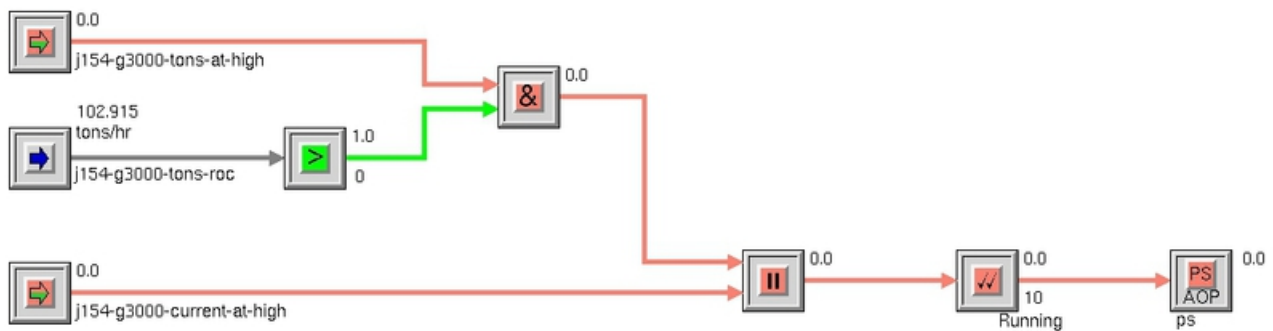 0.0
j154-g3000-tons-at-high
&
0.0
102.915
tons/hr
j154-g3000-tons-roc
>
1.0
0
0.0
j154-g3000-current-at-high
II
0.0
0.0
10
Running
PS
AOP
0.0
ps